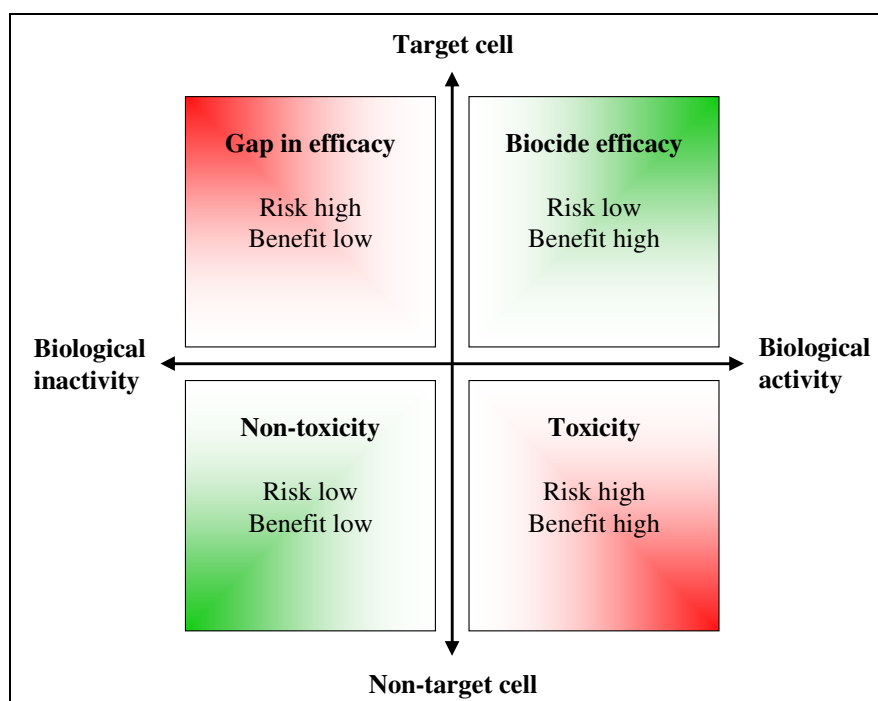 Target cell
Gap in efficacy
Risk high
Benefit low
Biocide efficacy
Risk low
Benefit high
Biological
inactivity
Biological
activity
Non-toxicity
Risk low
Benefit low
Toxicity
Risk high
Benefit high
Non-target cell